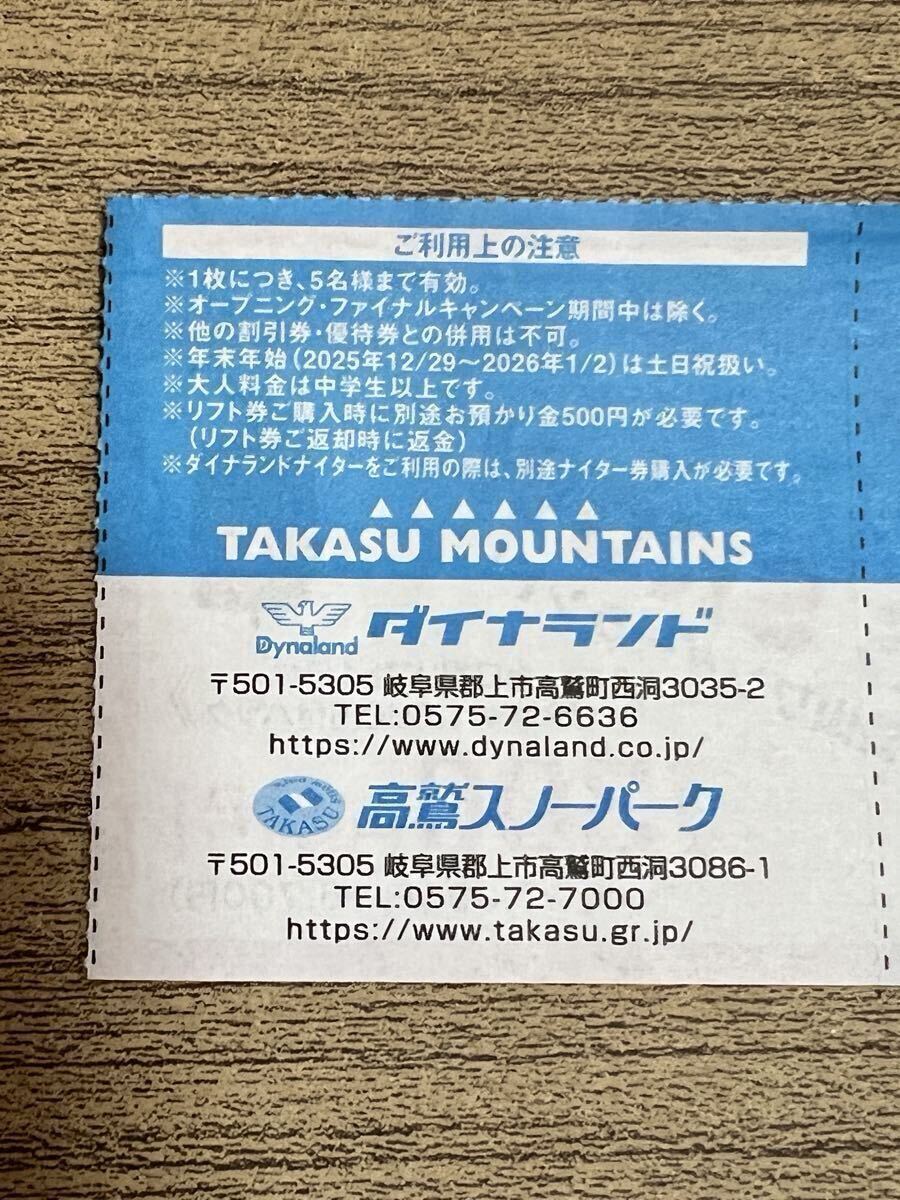 ご利用上の注意
※1枚につき、5名様まで有効。
※オープニング・ファイナルキャンペーン期間中は除く。
※他の割引券・優待券との併用は不可。
※年末年始(2025年12/29〜2026年1/2)は土日祝扱い。
※大人料金は中学生以上です。
※リフト券ご購入時に別途お預かり金500円が必要です。
(リフト券ご返却時に返金)
※ダイナランドナイターをご利用の際は、別途ナイター券購入が必要です。
TAKASU MOUNTAINS
Dynaland ダイナランド
〒501-5305 岐阜県郡上市高鷲町西洞3035-2
TEL:0575-72-6636
https://www.dynaland.co.jp/
TAKASU 高鷲スノーパーク
〒501-5305 岐阜県郡上市高鷲町西洞3086-1
TEL:0575-72-7000
https://www.takasu.gr.jp/